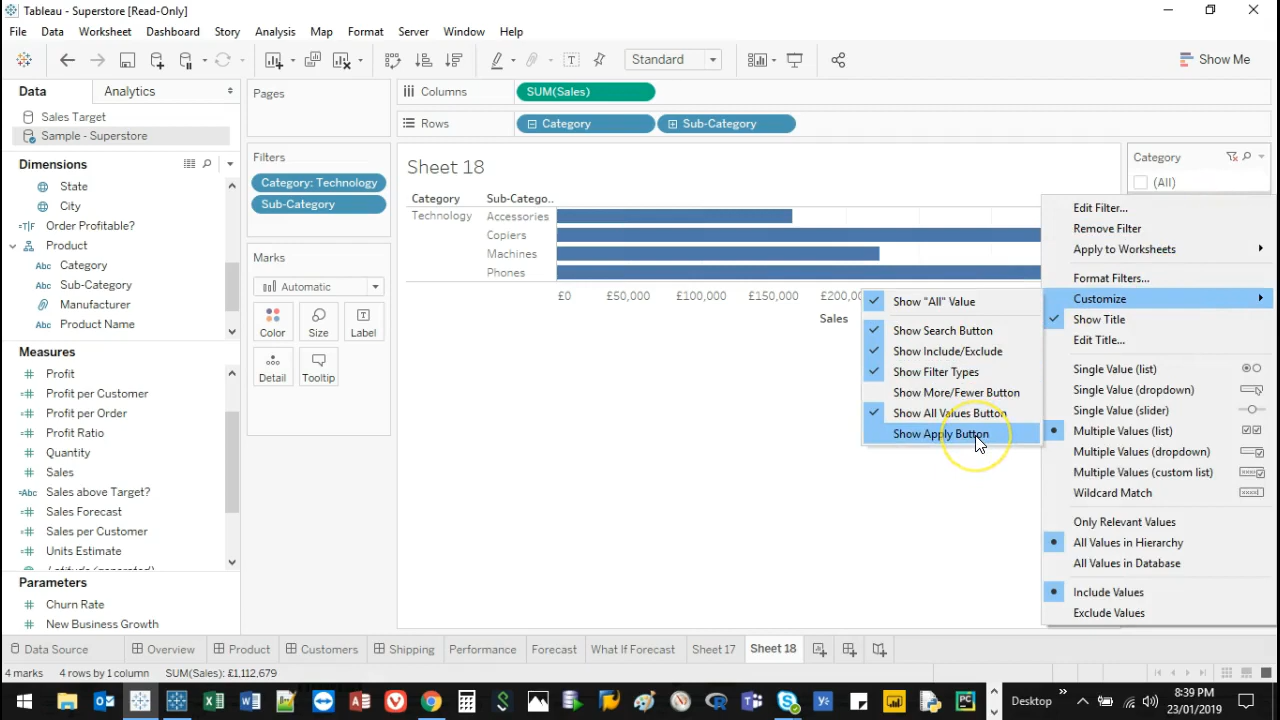 Tableau - Superstore [Read-Only]
File Data Worksheet Dashboard Story Analysis Map Format Server Window Help
Standard
Show Me
Data Analytics
Sales Target
Sample - Superstore
Dimensions
State
City
Order Profitable?
Product
Category
Sub-Category
Manufacturer
Product Name
Measures
Profit
Profit per Customer
Profit per Order
Profit Ratio
Quantity
Sales
Sales above Target?
Sales Forecast
Sales per Customer
Units Estimate
Parameters
Churn Rate
New Business Growth
Pages
Filters
Category: Technology
Sub-Category
Marks
Automatic
Color Size Label
Detail Tooltip
Columns SUM(Sales)
Rows Category Sub-Category
Sheet 18
Category Sub-Catego..
Technology Accessories
Copiers
Machines
Phones
£0 £50,000 £100,000 £150,000
Sales
Category
(All)
Show "All" Value
Show Search Button
Show Include/Exclude
Show Filter Types
Show More/Fewer Button
Show All Values Button
Show Apply Button
Edit Filter...
Remove Filter
Apply to Worksheets
Format Filters...
Customize
Show Title
Edit Title...
Single Value (list)
Single Value (dropdown)
Single Value (slider)
Multiple Values (list)
Multiple Values (dropdown)
Multiple Values (custom list)
Wildcard Match
Only Relevant Values
All Values in Hierarchy
All Values in Database
Include Values
Exclude Values
Data Source Overview Product Customers Shipping Performance Forecast What If Forecast Sheet 17 Sheet 18
4 marks 4 rows by 1 column SUM(Sales): £1,112,679
Desktop
8:39 PM
23/01/2019